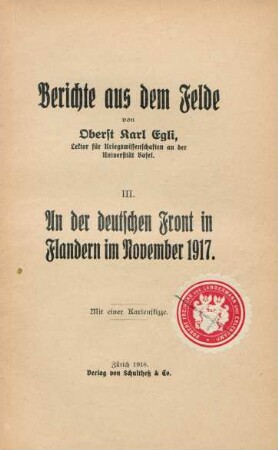 Berichte aus dem Felde
von
Oberst Karl Egli,
Lektor für Kriegswissenschaften an der
Universität Basel.
III.
An der deutschen Front in
Flandern im November 1917.
Mit einer Kartenskizze.
Zürich 1918.
Verlag von Schultheß & Co.